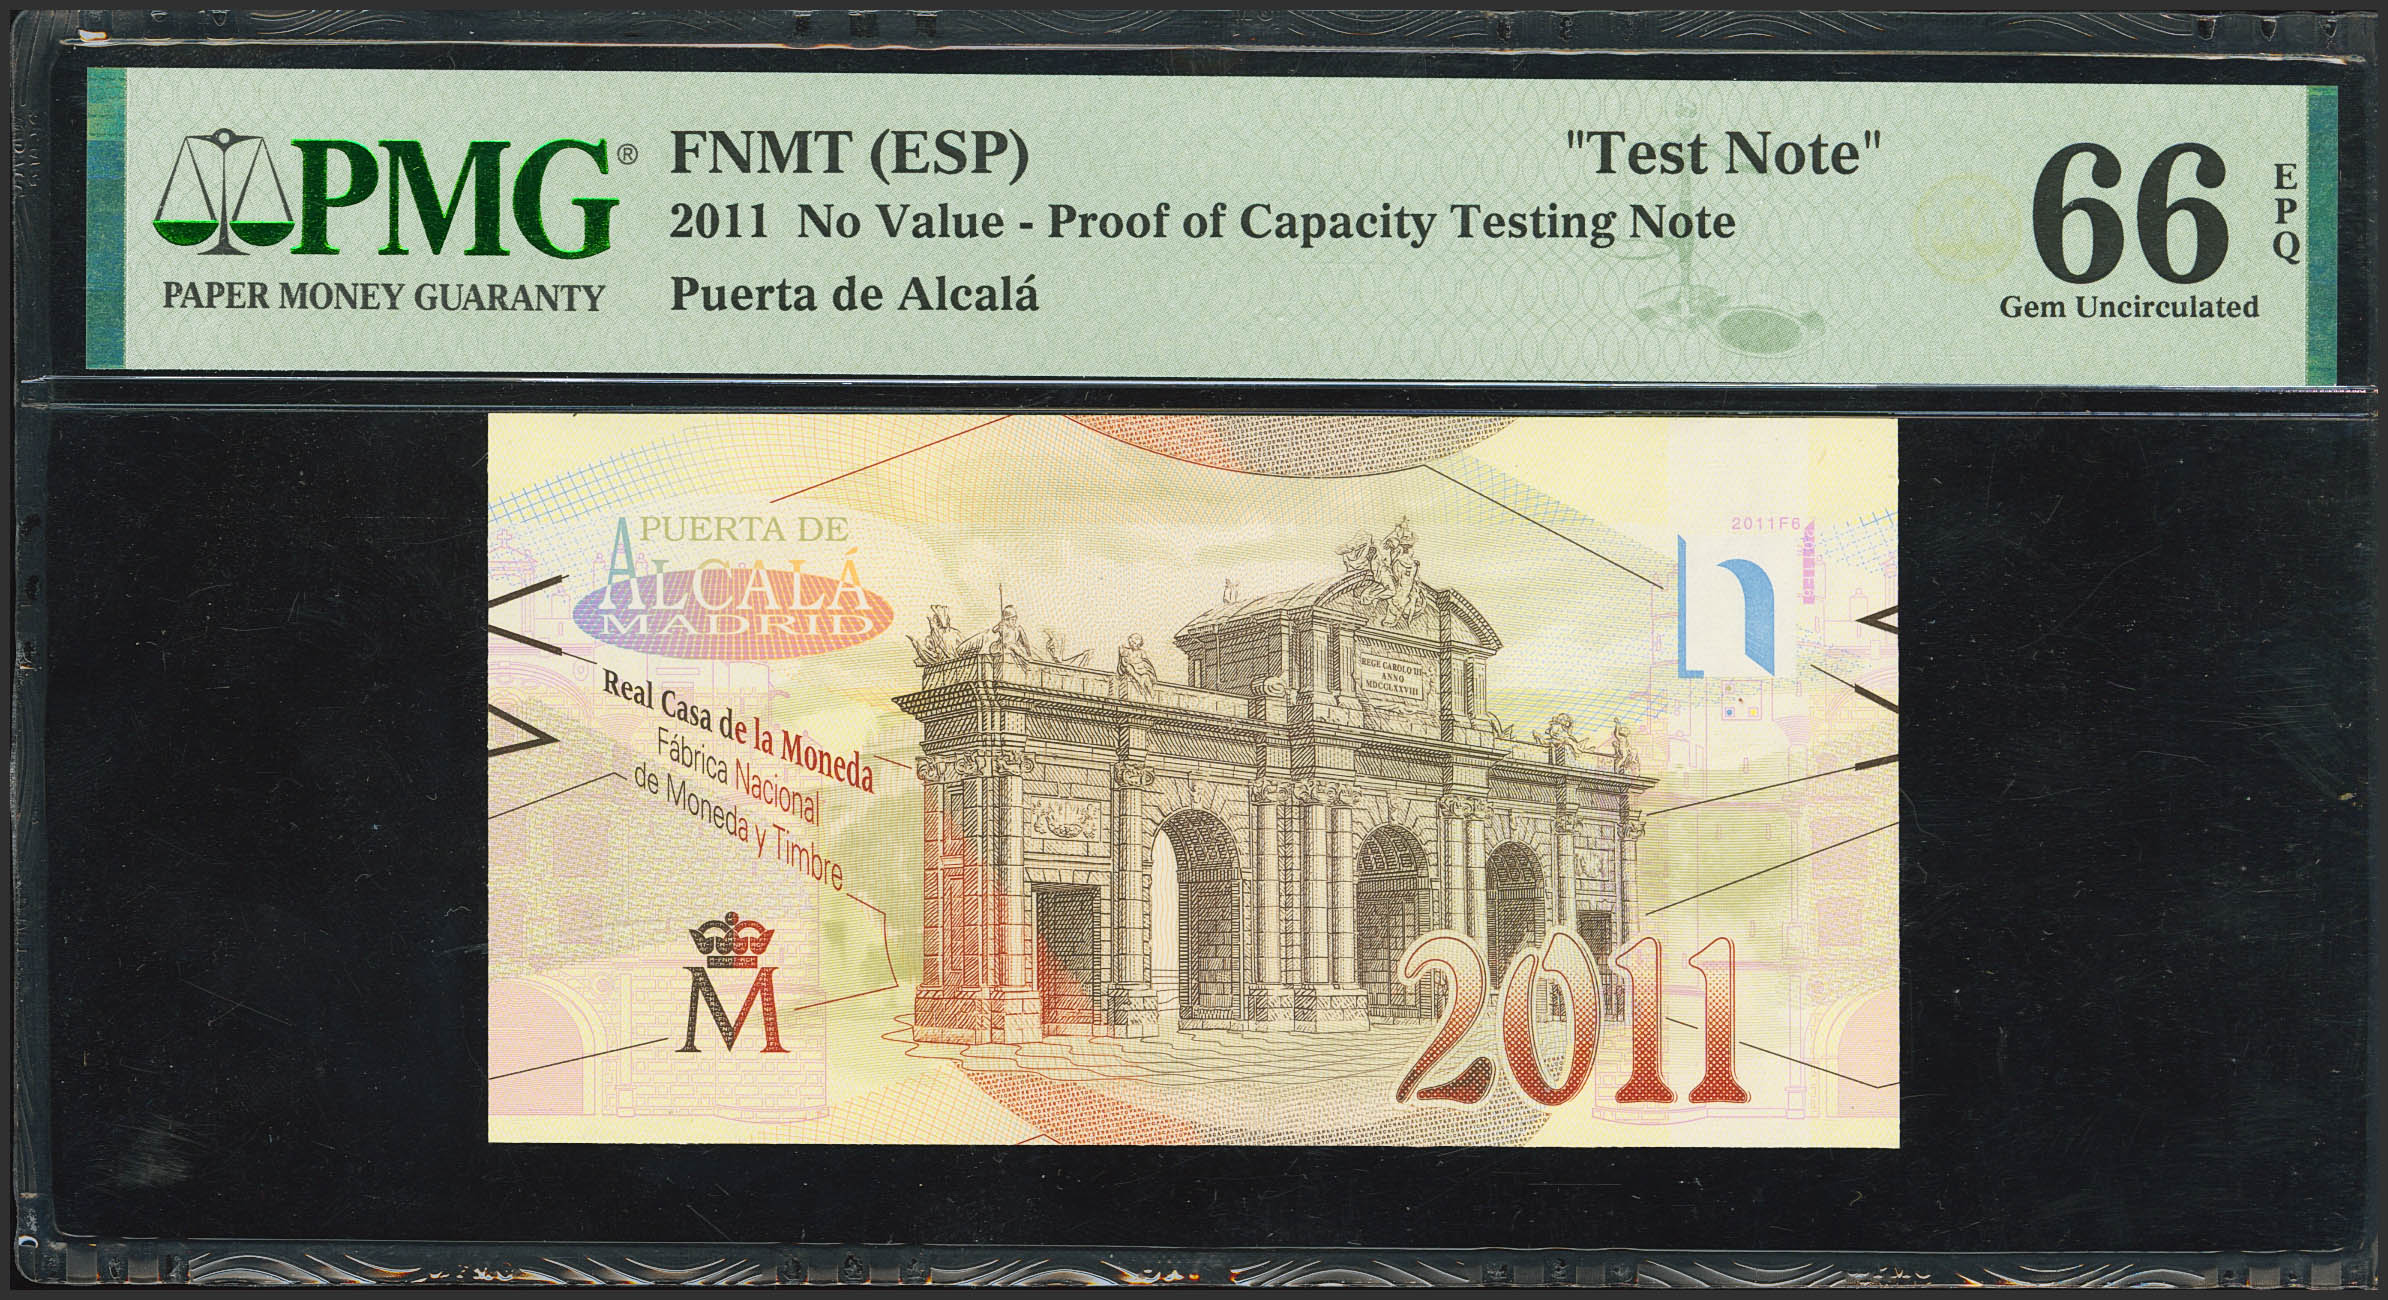 PMG®
PAPER MONEY GUARANTY
FNMT (ESP) "Test Note"
2011 No Value - Proof of Capacity Testing Note
Puerta de Alcalá
66
EPQ
Gem Uncirculated
PUERTA DE
ALCALÁ
MADRID
2011F6
Real Casa de la Moneda
Fábrica Nacional
de Moneda y Timbre
REGE CAROLO III
ANNO
MDCCLXXVIII
M
2011